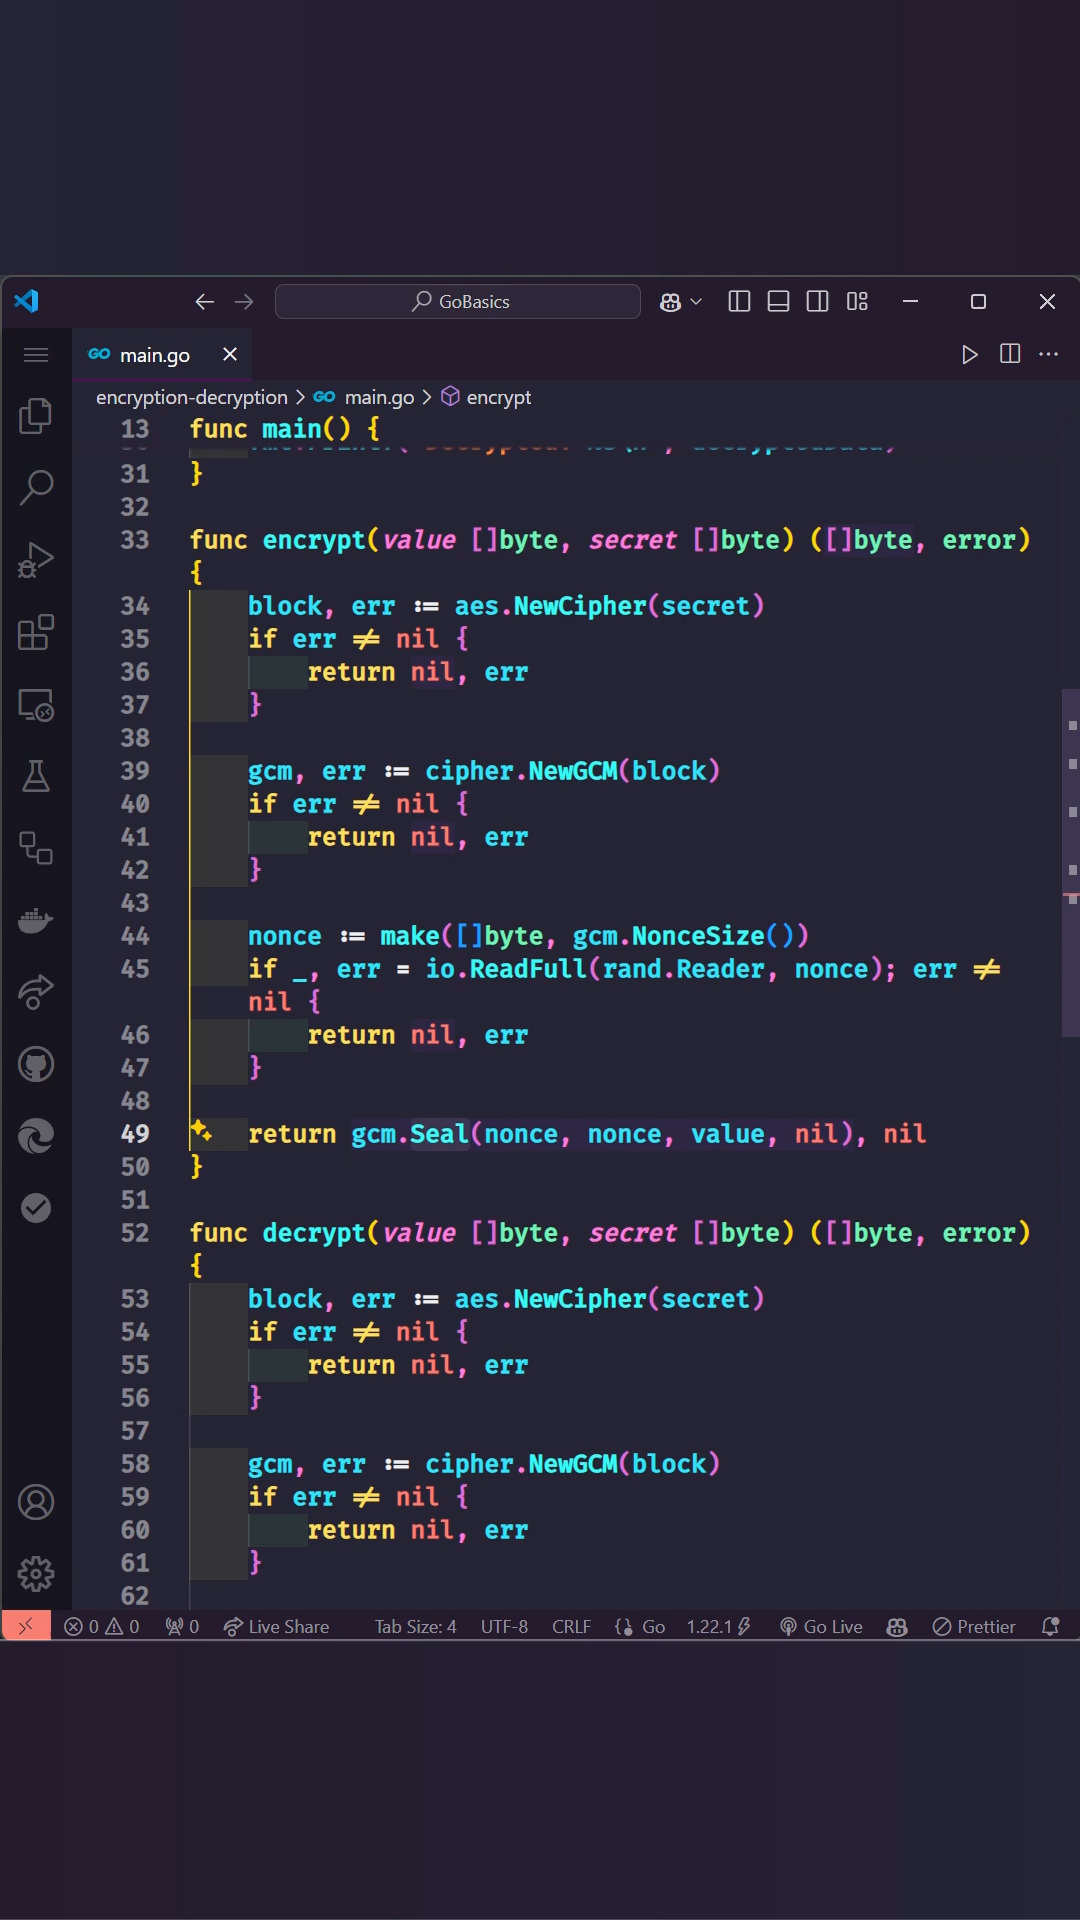 GoBasics
GO main.go
encryption-decryption > GO main.go > encrypt
13 func main() {
31 }
32
33 func encrypt(value []byte, secret []byte) ([]byte, error)
{
34 block, err := aes.NewCipher(secret)
35 if err != nil {
36 return nil, err
37 }
38
39 gcm, err := cipher.NewGCM(block)
40 if err != nil {
41 return nil, err
42 }
43
44 nonce := make([]byte, gcm.NonceSize())
45 if _, err = io.ReadFull(rand.Reader, nonce); err !=
nil {
46 return nil, err
47 }
48
49 return gcm.Seal(nonce, nonce, value, nil), nil
50 }
51
52 func decrypt(value []byte, secret []byte) ([]byte, error)
{
53 block, err := aes.NewCipher(secret)
54 if err != nil {
55 return nil, err
56 }
57
58 gcm, err := cipher.NewGCM(block)
59 if err != nil {
60 return nil, err
61 }
62
0 0 0 Live Share Tab Size: 4 UTF-8 CRLF {} Go 1.22.1 Go Live Prettier